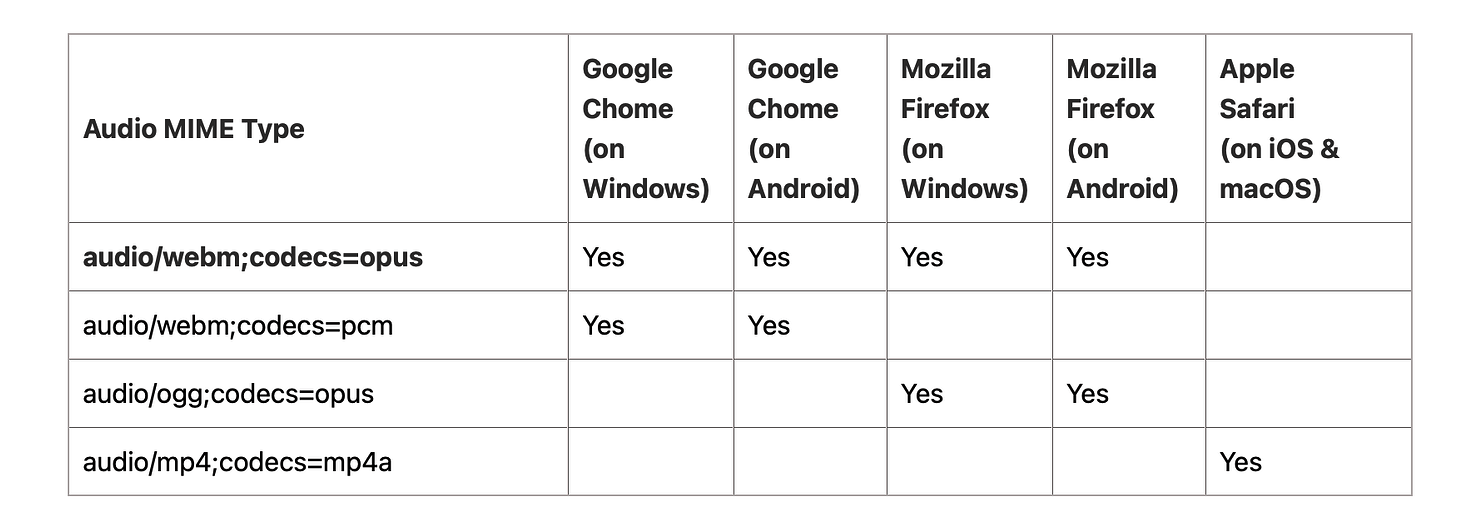 Audio MIME Type
Google
Chome
(on
Windows)
Google
Chome
(on
Android)
Mozilla
Firefox
(on
Windows)
Mozilla
Firefox
(on
Android)
Apple
Safari
(on iOS &
macOS)
audio/webm;codecs=opus Yes Yes Yes Yes
audio/webm;codecs=pcm Yes Yes
audio/ogg;codecs=opus Yes Yes
audio/mp4;codecs=mp4a Yes